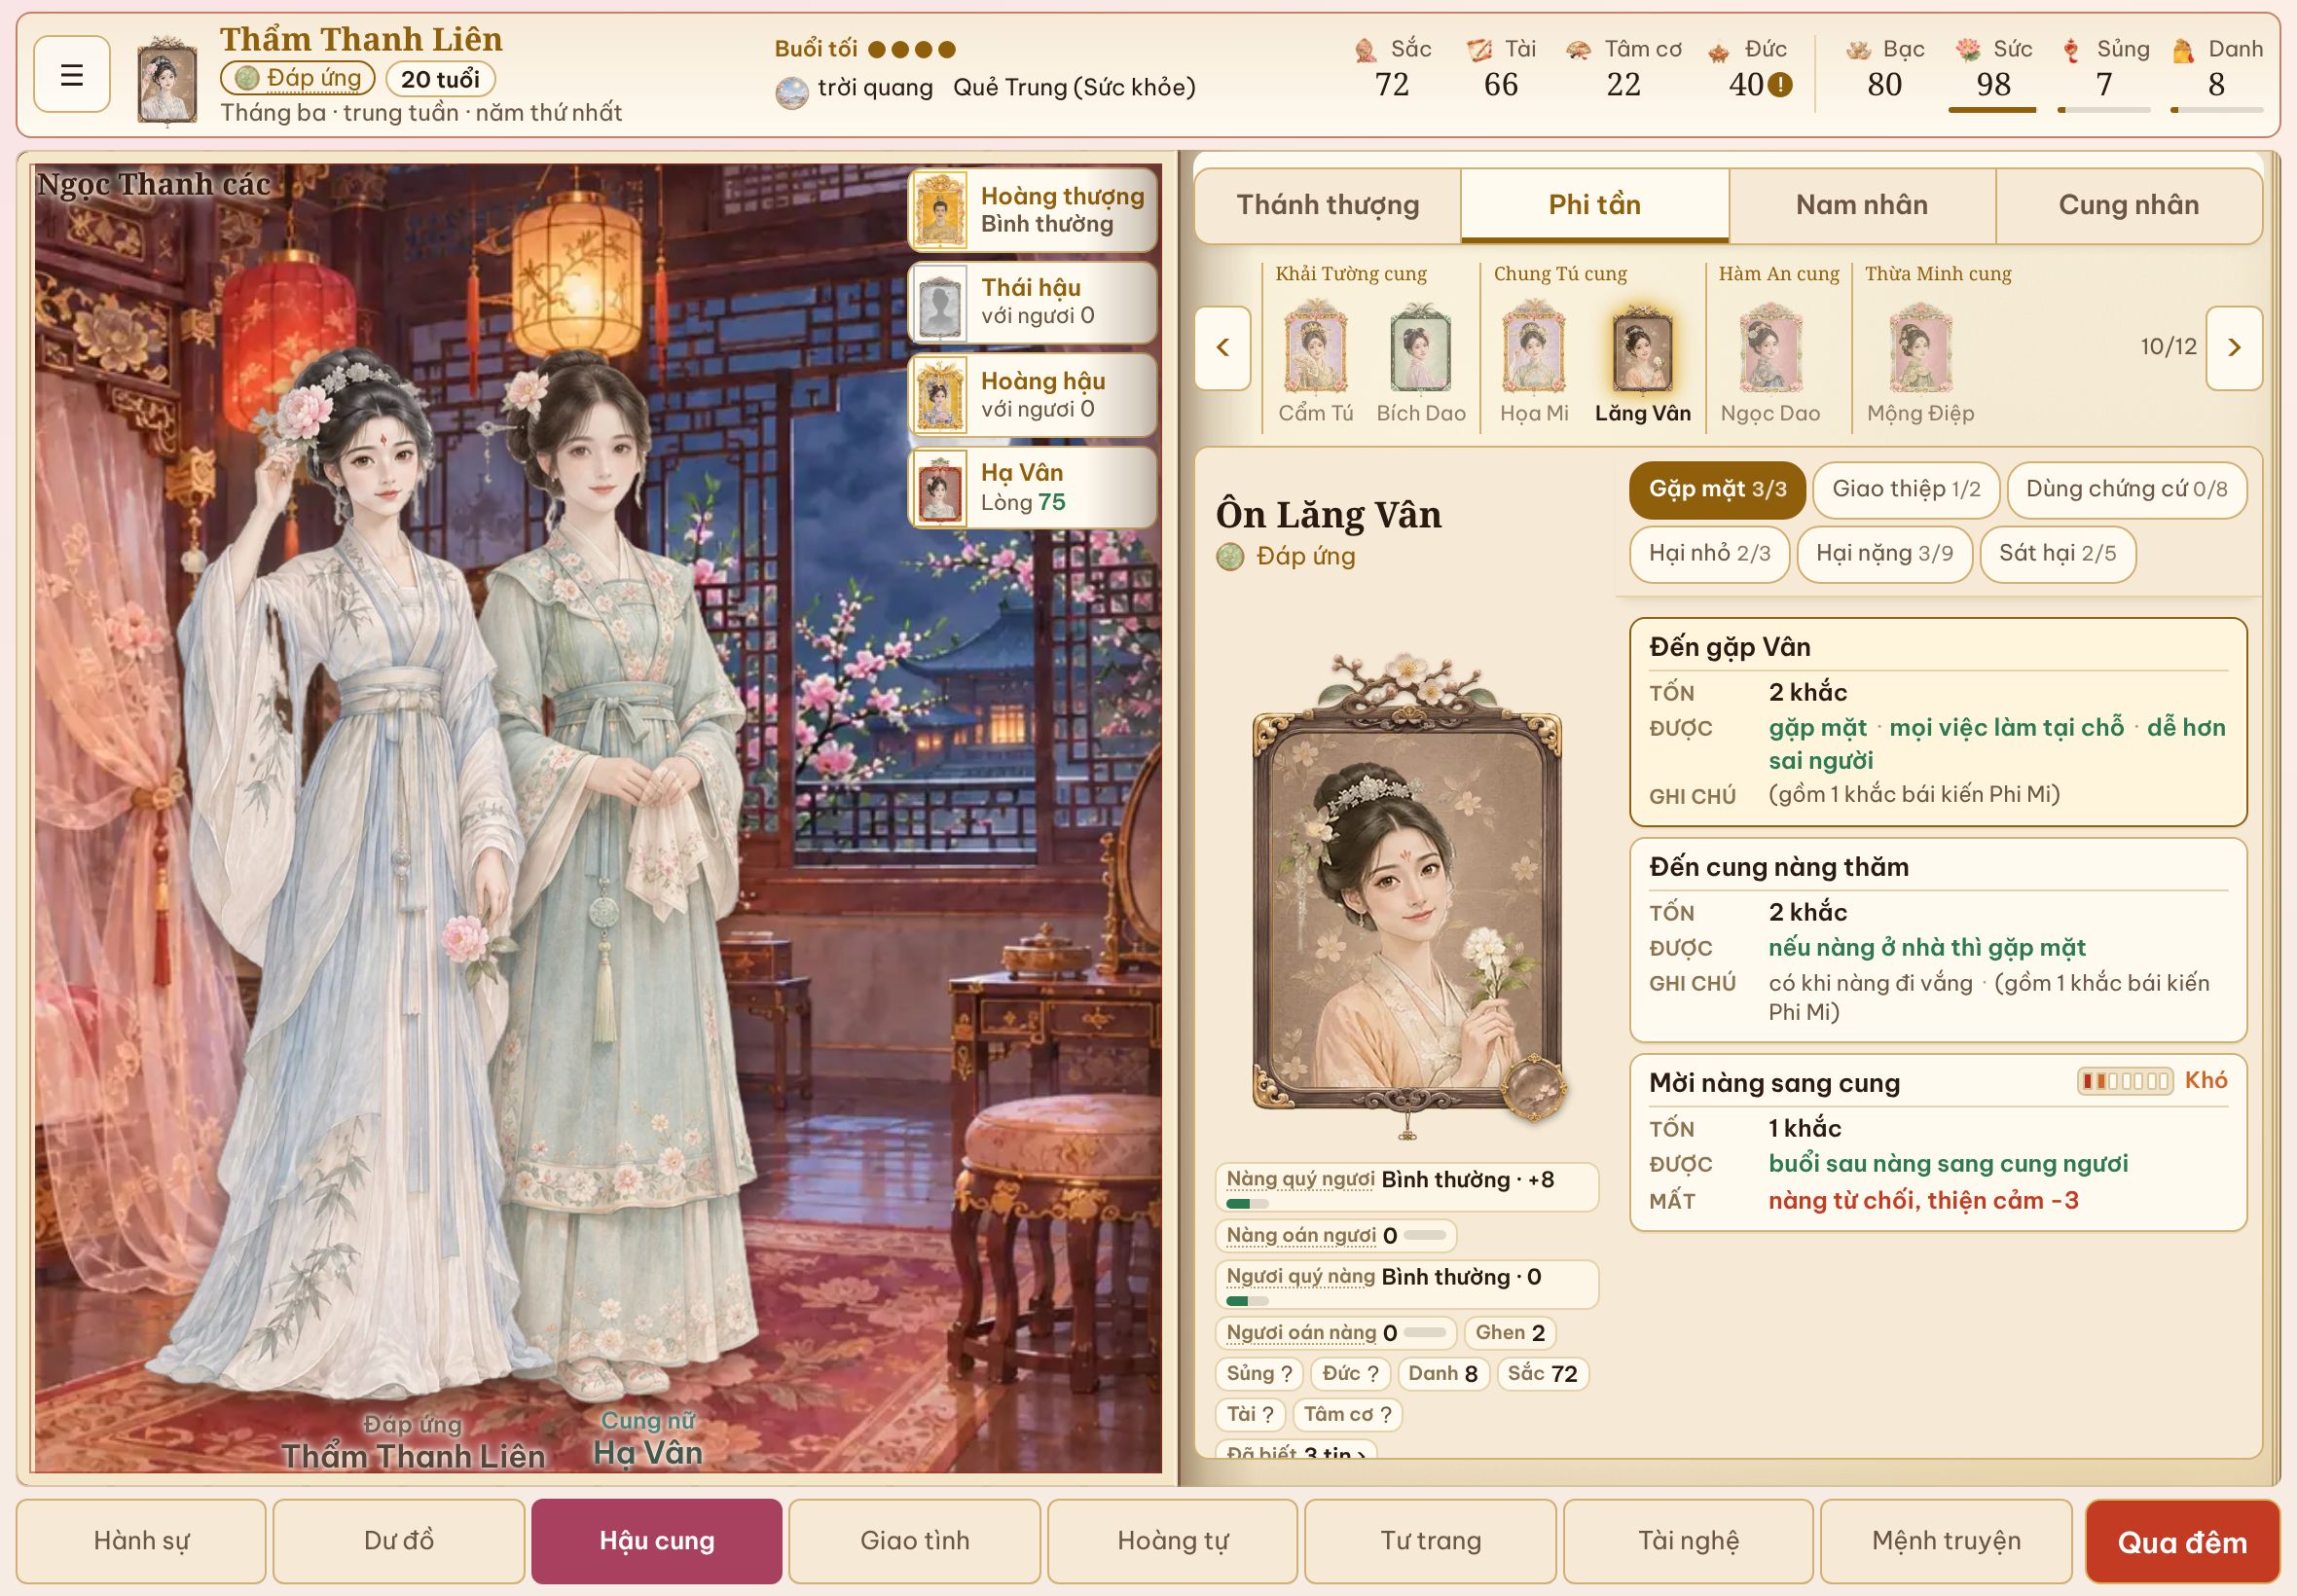 ☰
Thẩm Thanh Liên
Đáp ứng
20 tuổi
Tháng ba · trung tuần · năm thứ nhất
Buổi tối
trời quang Quẻ Trung (Sức khỏe)
Sắc
72
Tài
66
Tâm cơ
22
Đức
40 !
Bạc
80
Sức
98
Sủng
7
Danh
8
Ngọc Thanh các
Hoàng thượng
Bình thường
Thái hậu
với ngươi 0
Hoàng hậu
với ngươi 0
Hạ Vân
Lòng 75
Đáp ứng
Thẩm Thanh Liên
Cung nữ
Hạ Vân
Thánh thượng
Phi tần
Nam nhân
Cung nhân
Khải Tường cung
Chung Tú cung
Hàm An cung
Thừa Minh cung
Cẩm Tú
Bích Dao
Họa Mi
Lăng Vân
Ngọc Dao
Mộng Điệp
10/12
Ôn Lăng Vân
Đáp ứng
Nàng quý ngươi Bình thường · +8
Nàng oán ngươi 0
Ngươi quý nàng Bình thường · 0
Ngươi oán nàng 0
Ghen 2
Sủng ?
Đức ?
Danh 8
Sắc 72
Tài ?
Tâm cơ ?
Đã biết 3 tin ›
Gặp mặt 3/3
Giao thiệp 1/2
Dùng chứng cứ 0/8
Hại nhỏ 2/3
Hại nặng 3/9
Sát hại 2/5
Đến gặp Vân
TỐN 2 khắc
ĐƯỢC gặp mặt · mọi việc làm tại chỗ · dễ hơn
sai người
GHI CHÚ (gồm 1 khắc bái kiến Phi Mi)
Đến cung nàng thăm
TỐN 2 khắc
ĐƯỢC nếu nàng ở nhà thì gặp mặt
GHI CHÚ có khi nàng đi vắng · (gồm 1 khắc bái kiến
Phi Mi)
Mời nàng sang cung
Khó
TỐN 1 khắc
ĐƯỢC buổi sau nàng sang cung ngươi
MẤT nàng từ chối, thiện cảm -3
Hành sự
Dư đồ
Hậu cung
Giao tình
Hoàng tự
Tư trang
Tài nghệ
Mệnh truyện
Qua đêm